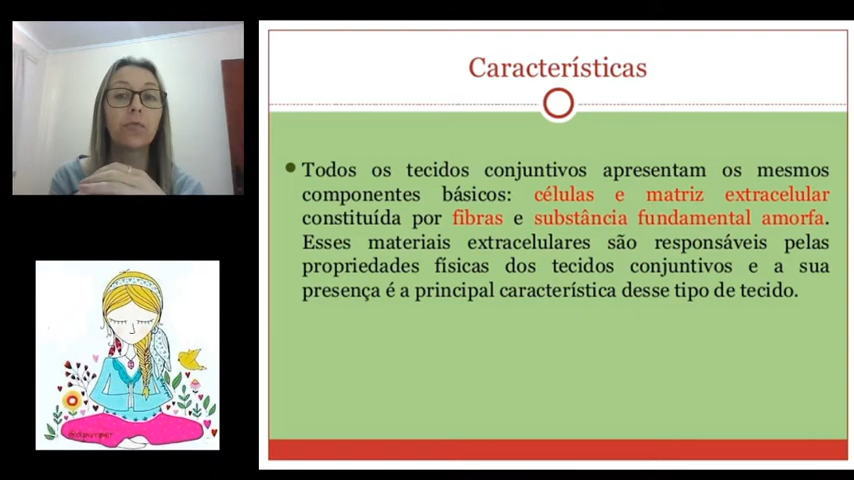 Características
Todos os tecidos conjuntivos apresentam os mesmos
componentes básicos: células e matriz extracelular
constituída por fibras e substância fundamental amorfa.
Esses materiais extracelulares são responsáveis pelas
propriedades físicas dos tecidos conjuntivos e a sua
presença é a principal característica desse tipo de tecido.